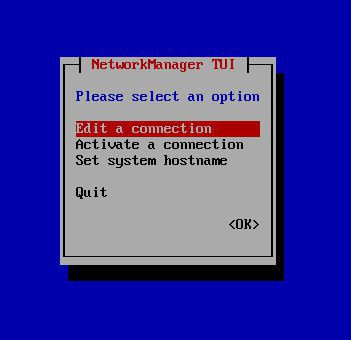 NetworkManager TUI
Please select an option
Edit a connection
Activate a connection
Set system hostname
Quit
<OK>